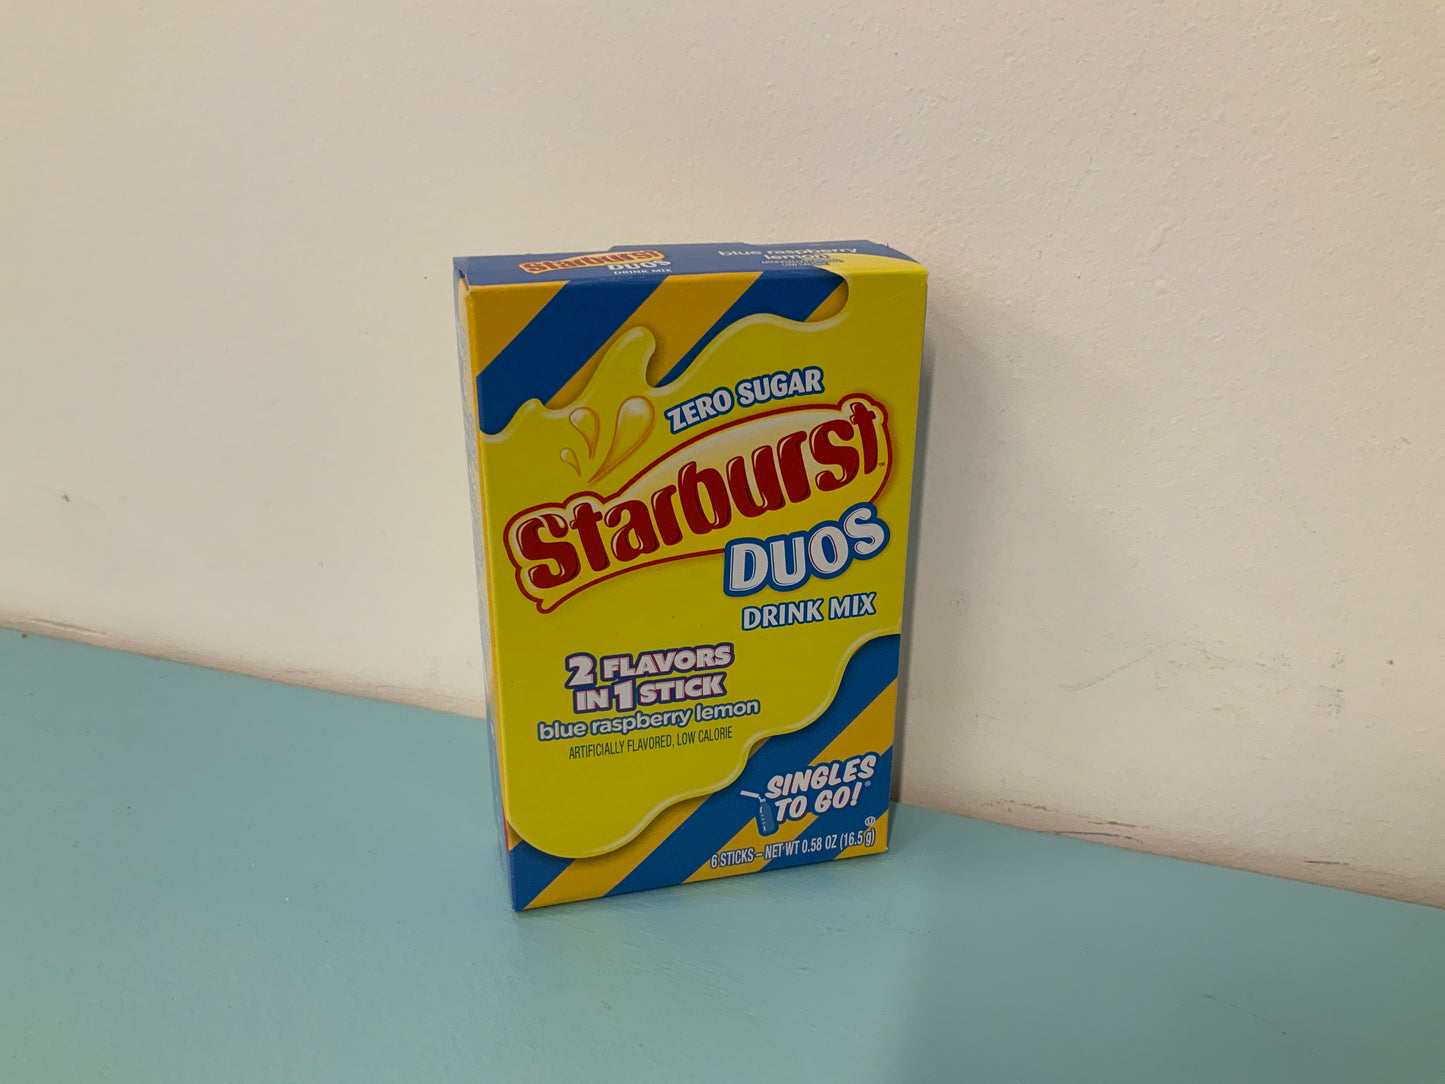 Starburst
DUOS
DRINK MIX
blue raspberry
lemon
ZERO SUGAR
Starburst™
DUOS
DRINK MIX
2 FLAVORS
IN 1 STICK
blue raspberry lemon
ARTIFICIALLY FLAVORED, LOW CALORIE
SINGLES
TO GO!®
6 STICKS – NET WT 0.58 OZ (16.5 g)